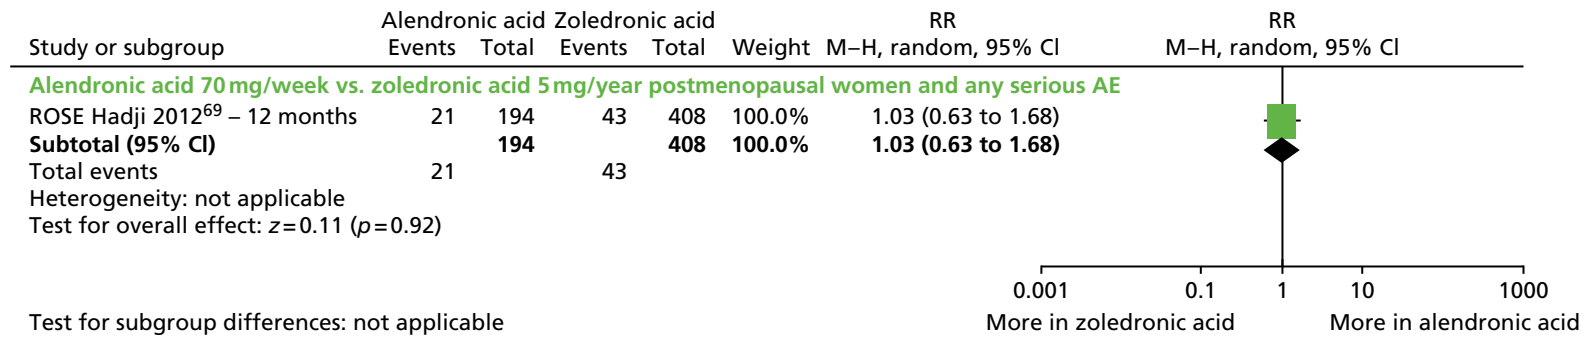 Alendronic acid Zoledronic acid RR RR
Study or subgroup Events Total Events Total Weight M–H, random, 95% Cl M–H, random, 95% Cl
Alendronic acid 70 mg/week vs. zoledronic acid 5 mg/year postmenopausal women and any serious AE
ROSE Hadji 2012⁶⁹ – 12 months 21 194 43 408 100.0% 1.03 (0.63 to 1.68)
Subtotal (95% Cl) 194 408 100.0% 1.03 (0.63 to 1.68)
Total events 21 43
Heterogeneity: not applicable
Test for overall effect: z=0.11 (p=0.92)
0.001 0.1 1 10 1000
Test for subgroup differences: not applicable More in zoledronic acid More in alendronic acid